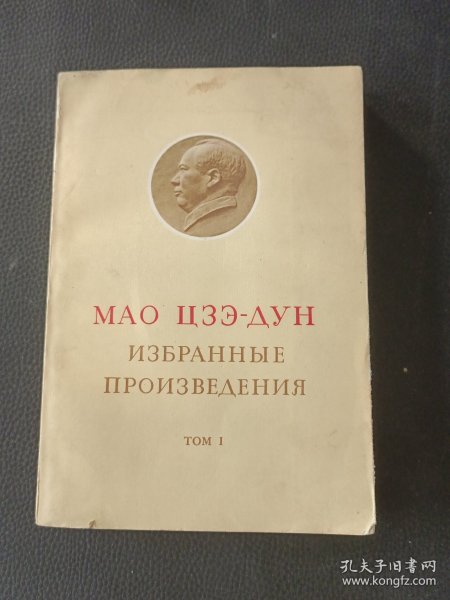 МАО ЦЗЭ-ДУН
ИЗБРАННЫЕ
ПРОИЗВЕДЕНИЯ
ТОМ I
孔夫子旧书网
www.kongfz.com